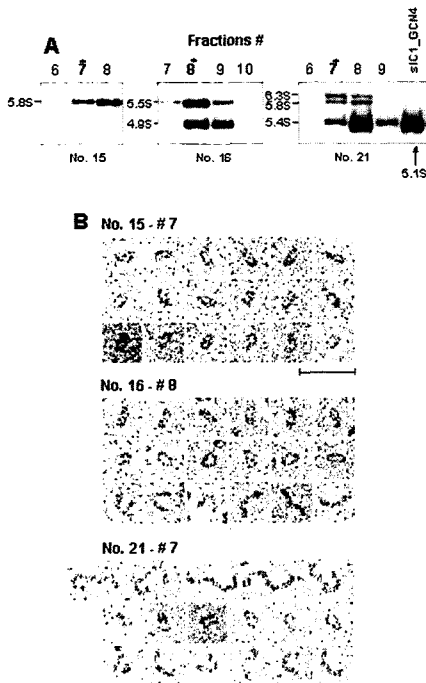 A
Fractions #
6 7* 8
7 8* 9 10
6 7* 8 9 sIC1_GCN4
5.8S
5.5S
4.9S
6.3S
5.8S
5.4S
5.1S
No. 15
No. 16
No. 21
B No. 15 - # 7
No. 16 - # 8
No. 21 - # 7